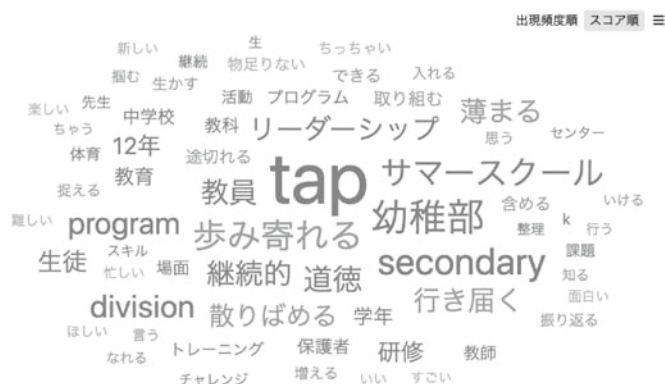 出現頻度順 スコア順
新しい 生 ちっちゃい
継続 物足りない
掴む 生かす できる 入れる
楽しい 先生 活動 プログラム 取り組む 薄まる
ちゃう 中学校 教科 リーダーシップ 思う センター
体育 12年 途切れる tap サマースクール
捉える 教育 教員 幼稚部 含める いける
難しい program 歩み寄れる 整理 k 行う
生徒 スキル 忙しい 場面 継続的 道徳 secondary 課題 知る
division 散りばめる 学年 行き届く 面白い 振り返る
ほしい 言う
なれる トレーニング 保護者 研修 教師
チャレンジ 増える いい すごい